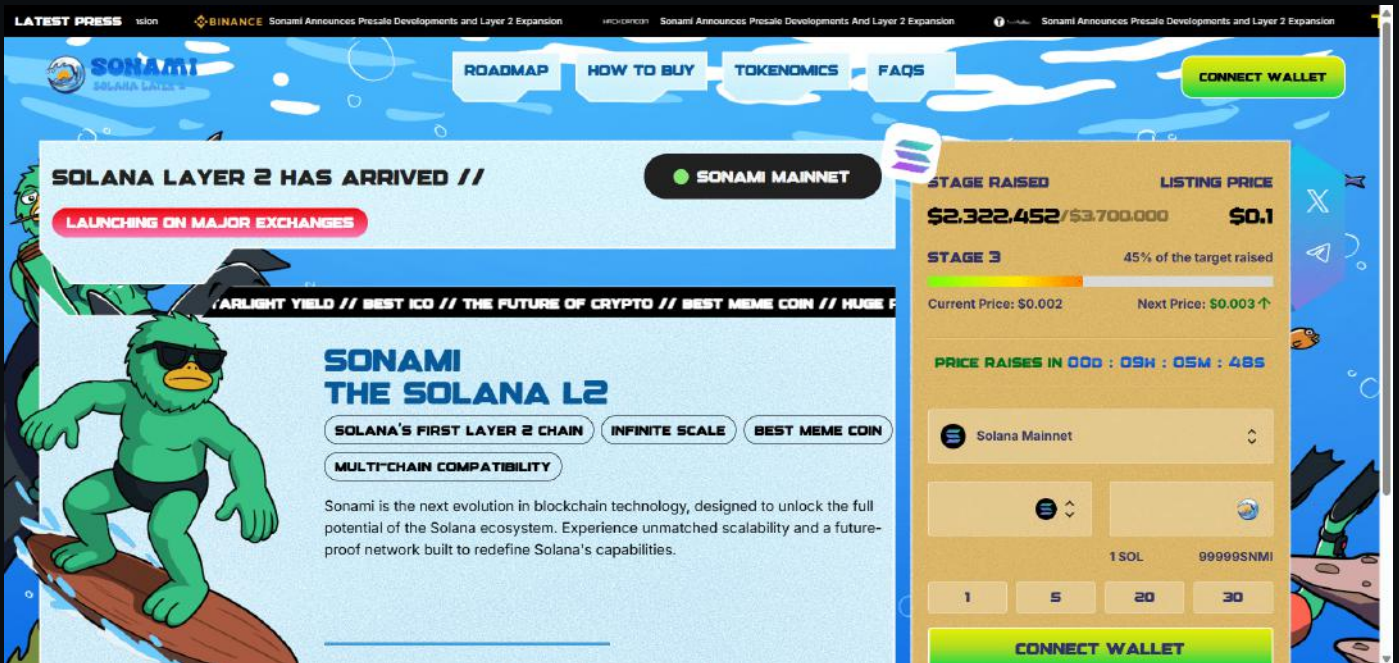 LATEST PRESS
BINANCE Sonami Announces Presale Developments and Layer 2 Expansion
Sonami Announces Presale Developments And Layer 2 Expansion
Sonami Announces Presale Developments and Layer 2 Expansion
SONAMI
SOLANA LAYER 2
ROADMAP
HOW TO BUY
TOKENOMICS
FAQS
CONNECT WALLET
SOLANA LAYER 2 HAS ARRIVED //
SONAMI MAINNET
LAUNCHING ON MAJOR EXCHANGES
TARLIGHT YIELD // BEST ICO // THE FUTURE OF CRYPTO // BEST MEME COIN // HUGE
SONAMI
THE SOLANA L2
SOLANA'S FIRST LAYER 2 CHAIN
INFINITE SCALE
BEST MEME COIN
MULTI-CHAIN COMPATIBILITY
Sonami is the next evolution in blockchain technology, designed to unlock the full
potential of the Solana ecosystem. Experience unmatched scalability and a future-
proof network built to redefine Solana's capabilities.
STAGE RAISED
LISTING PRICE
$2,322,452/$3.700.000
$0.1
STAGE 3
45% of the target raised
Current Price: $0.002
Next Price: $0.003↑
PRICE RAISES IN 00D : 09H : 05M : 48S
Solana Mainnet
1 SOL
99999SNMI
1
5
20
30
CONNECT WALLET